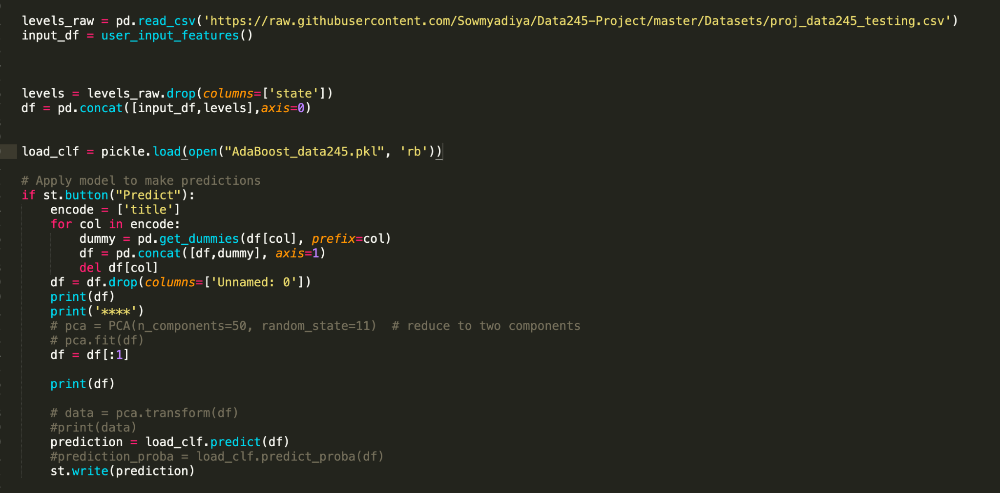 levels_raw = pd.read_csv('https://raw.githubusercontent.com/Sowmyadiya/Data245-Project/master/Datasets/proj_data245_testing.csv')
input_df = user_input_features()
levels = levels_raw.drop(columns=['state'])
df = pd.concat([input_df,levels],axis=0)
load_clf = pickle.load(open("AdaBoost_data245.pkl", 'rb'))
# Apply model to make predictions
if st.button("Predict"):
    encode = ['title']
    for col in encode:
        dummy = pd.get_dummies(df[col], prefix=col)
        df = pd.concat([df,dummy], axis=1)
        del df[col]
    df = df.drop(columns=['Unnamed: 0'])
    print(df)
    print('****')
    # pca = PCA(n_components=50, random_state=11)  # reduce to two components
    # pca.fit(df)
    df = df[:1]
    print(df)
    # data = pca.transform(df)
    #print(data)
    prediction = load_clf.predict(df)
    #prediction_proba = load_clf.predict_proba(df)
    st.write(prediction)